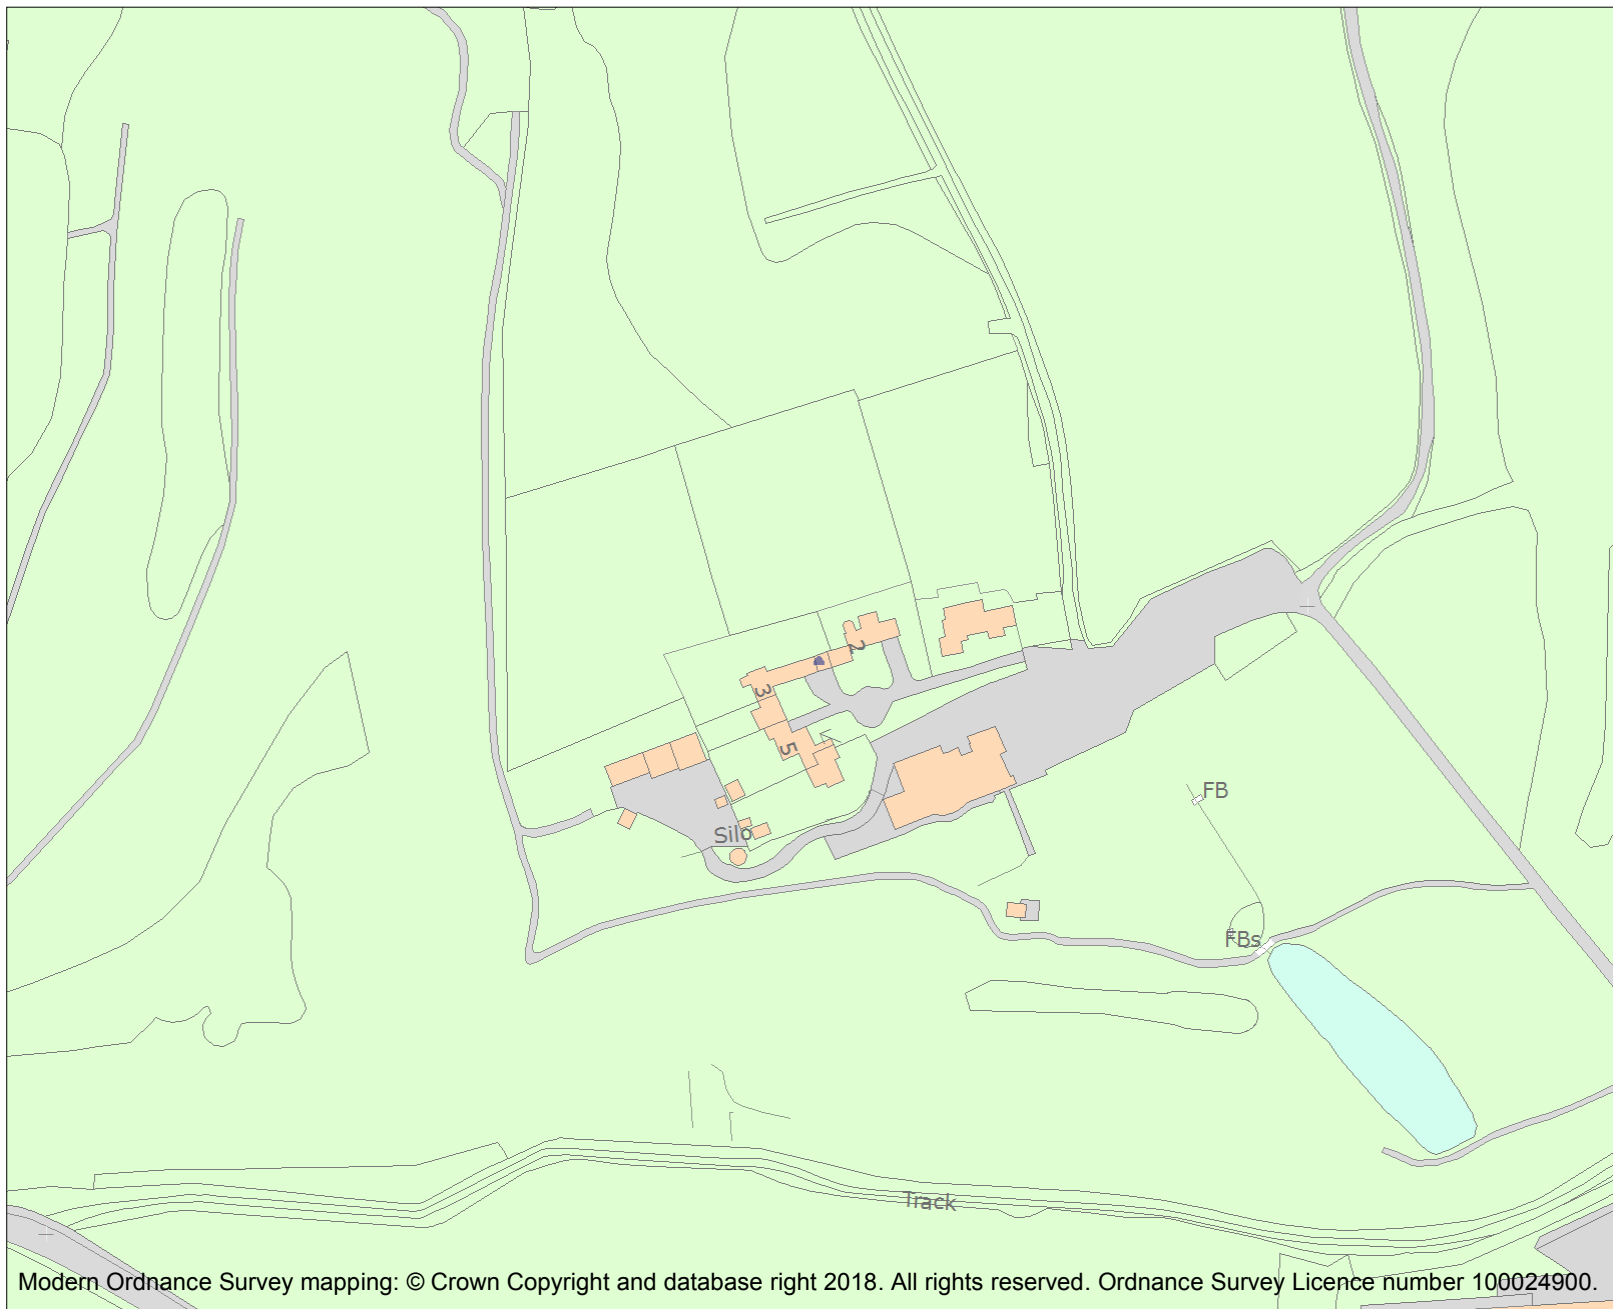 2
3
5
Silo
FB
FBs
Track
Modern Ordnance Survey mapping: © Crown Copyright and database right 2018. All rights reserved. Ordnance Survey Licence number 100024900.